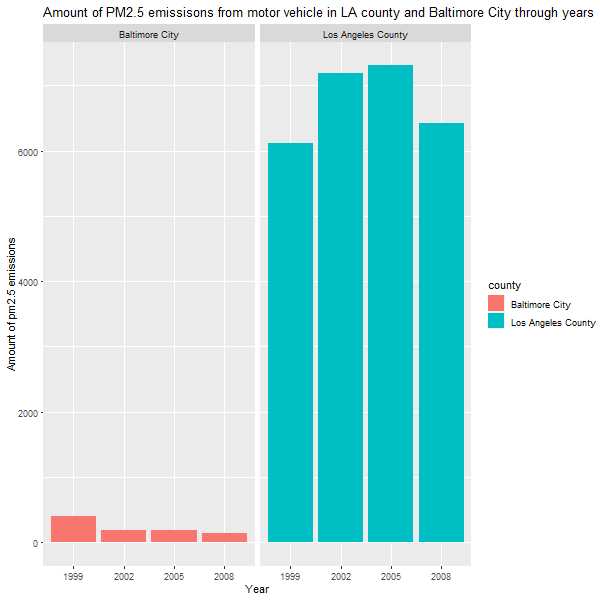 Amount of PM2.5 emissisons from motor vehicle in LA county and Baltimore City through years
Baltimore City
Los Angeles County
6000
4000
2000
0
Amount of pm2.5 emissions
1999 2002 2005 2008
1999 2002 2005 2008
Year
county
Baltimore City
Los Angeles County